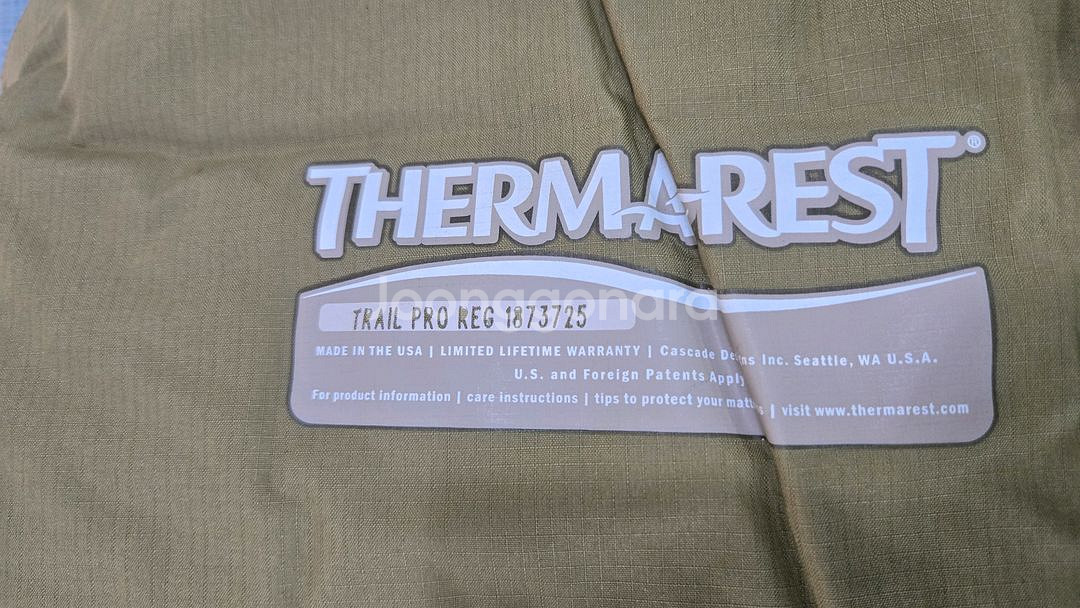 THERMAREST®
joonggonara
TRAIL PRO REG 1873725
MADE IN THE USA | LIMITED LIFETIME WARRANTY | Cascade Inc. Seattle, WA U.S.A.
U.S. and Foreign Patents Apply
For product information | care instructions | tips to protect your | visit www.thermarest.com